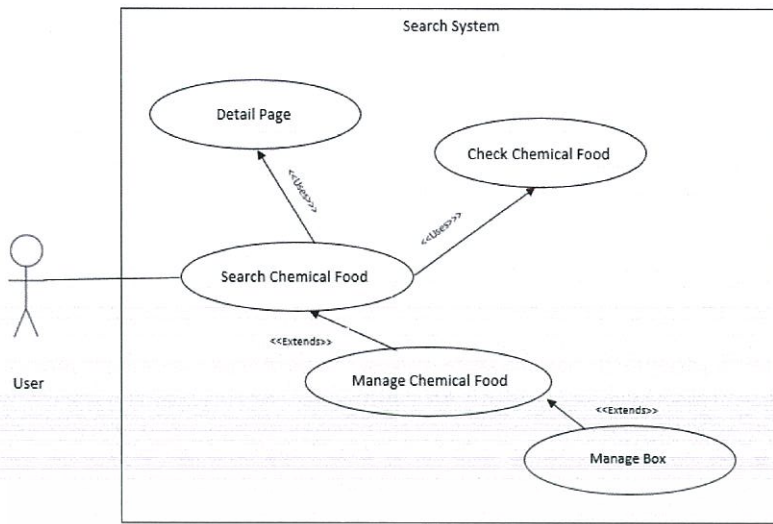 Search System
Detail Page
Check Chemical Food
<<Uses>>>
<<Uses>>>
Search Chemical Food
<<Extends>>
Manage Chemical Food
User
<<Extends>>
Manage Box